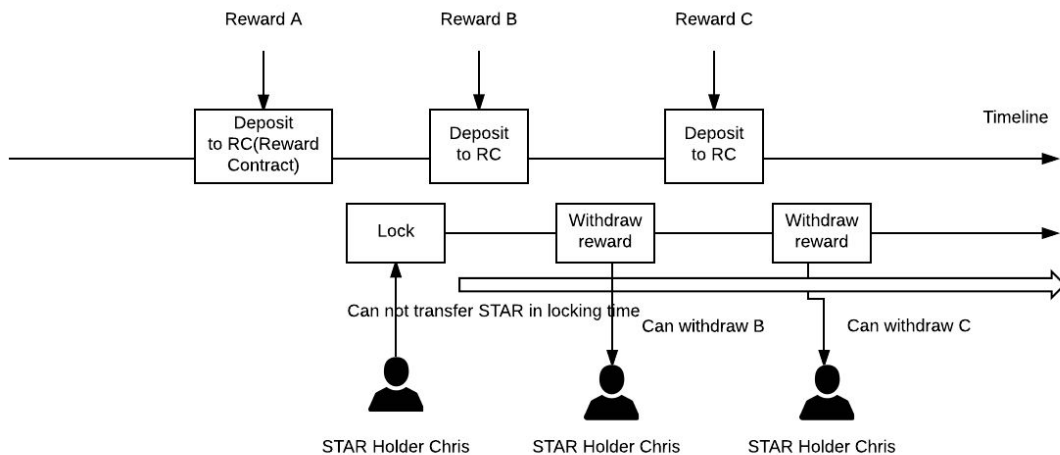 Reward A
Reward B
Reward C
Timeline
Deposit
to RC(Reward
Contract)
Deposit
to RC
Deposit
to RC
Lock
Withdraw
reward
Withdraw
reward
Can not transfer STAR in locking time
Can withdraw B
Can withdraw C
STAR Holder Chris
STAR Holder Chris
STAR Holder Chris